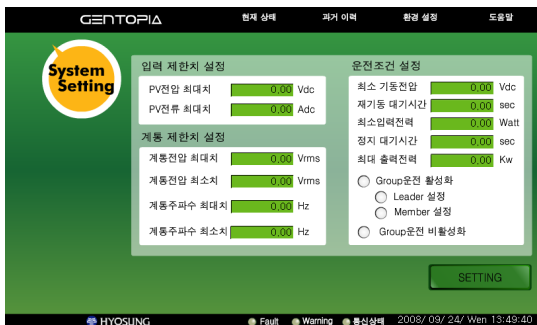 GENTOPIA 현재 상태 과거 이력 환경 설정 도움말
System
Setting
입력 제한치 설정
PV전압 최대치 0,00 Vdc
PV전류 최대치 0,00 Adc
계통 제한치 설정
계통전압 최대치 0,00 Vrms
계통전압 최소치 0,00 Vrms
계통주파수 최대치 0,00 Hz
계통주파수 최소치 0,00 Hz
운전조건 설정
최소 기동전압 0,00 Vdc
재기동 대기시간 0,00 sec
최소입력전력 0,00 Watt
정지 대기시간 0,00 sec
최대 출력전력 0,00 Kw
Group운전 활성화
Leader 설정
Member 설정
Group운전 비활성화
SETTING
HYOSUNG Fault Warning 통신상태 2008/ 09/ 24/ Wen 13:49:40